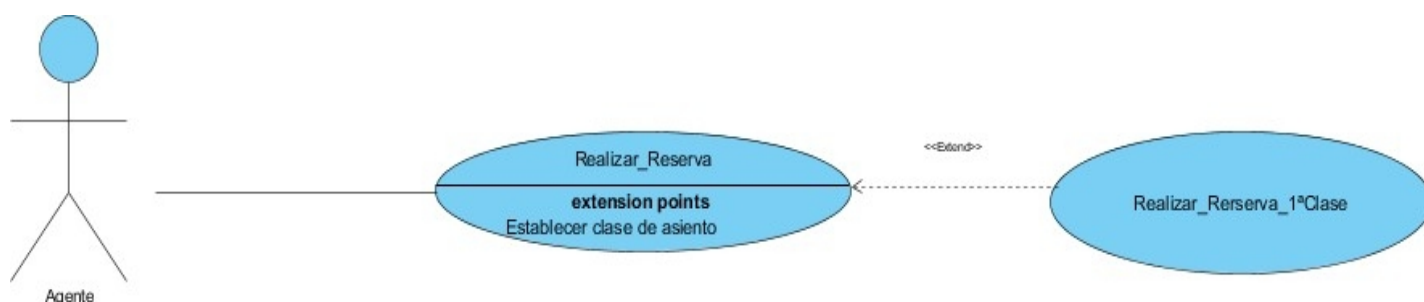 Agente
Realizar_Reserva
extension points
Establecer clase de asiento
<<Extend>>
Realizar_Rerserva_1ªClase